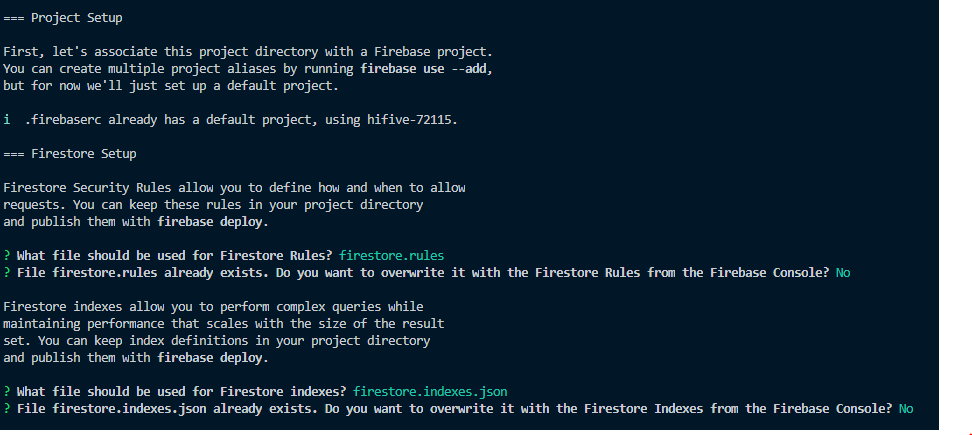 === Project Setup
First, let's associate this project directory with a Firebase project.
You can create multiple project aliases by running firebase use --add,
but for now we'll just set up a default project.
i  .firebaserc already has a default project, using hifive-72115.
=== Firestore Setup
Firestore Security Rules allow you to define how and when to allow
requests. You can keep these rules in your project directory
and publish them with firebase deploy.
? What file should be used for Firestore Rules? firestore.rules
? File firestore.rules already exists. Do you want to overwrite it with the Firestore Rules from the Firebase Console? No
Firestore indexes allow you to perform complex queries while
maintaining performance that scales with the size of the result
set. You can keep index definitions in your project directory
and publish them with firebase deploy.
? What file should be used for Firestore indexes? firestore.indexes.json
? File firestore.indexes.json already exists. Do you want to overwrite it with the Firestore Indexes from the Firebase Console? No